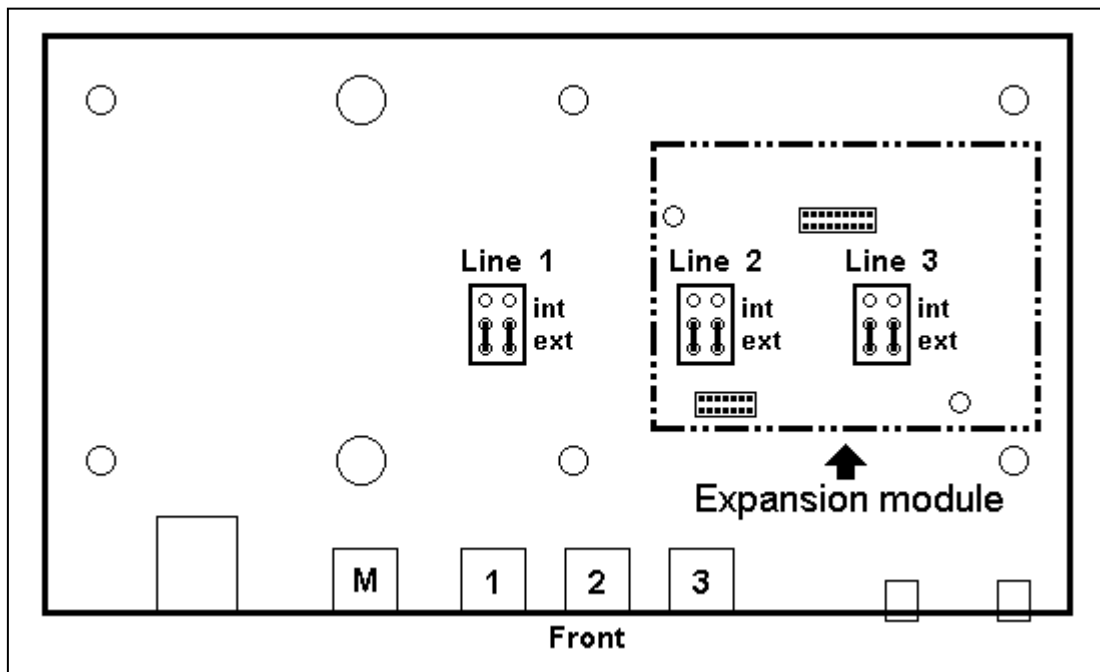 Line 1
int
ext
Line 2
int
ext
Line 3
int
ext
Expansion module
M
1
2
3
Front